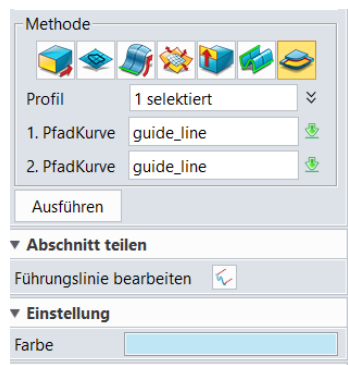 Methode
Profil 1 selektiert
1. PfadKurve guide_line
2. PfadKurve guide_line
Ausführen
Abschnitt teilen
Führungslinie bearbeiten
Einstellung
Farbe